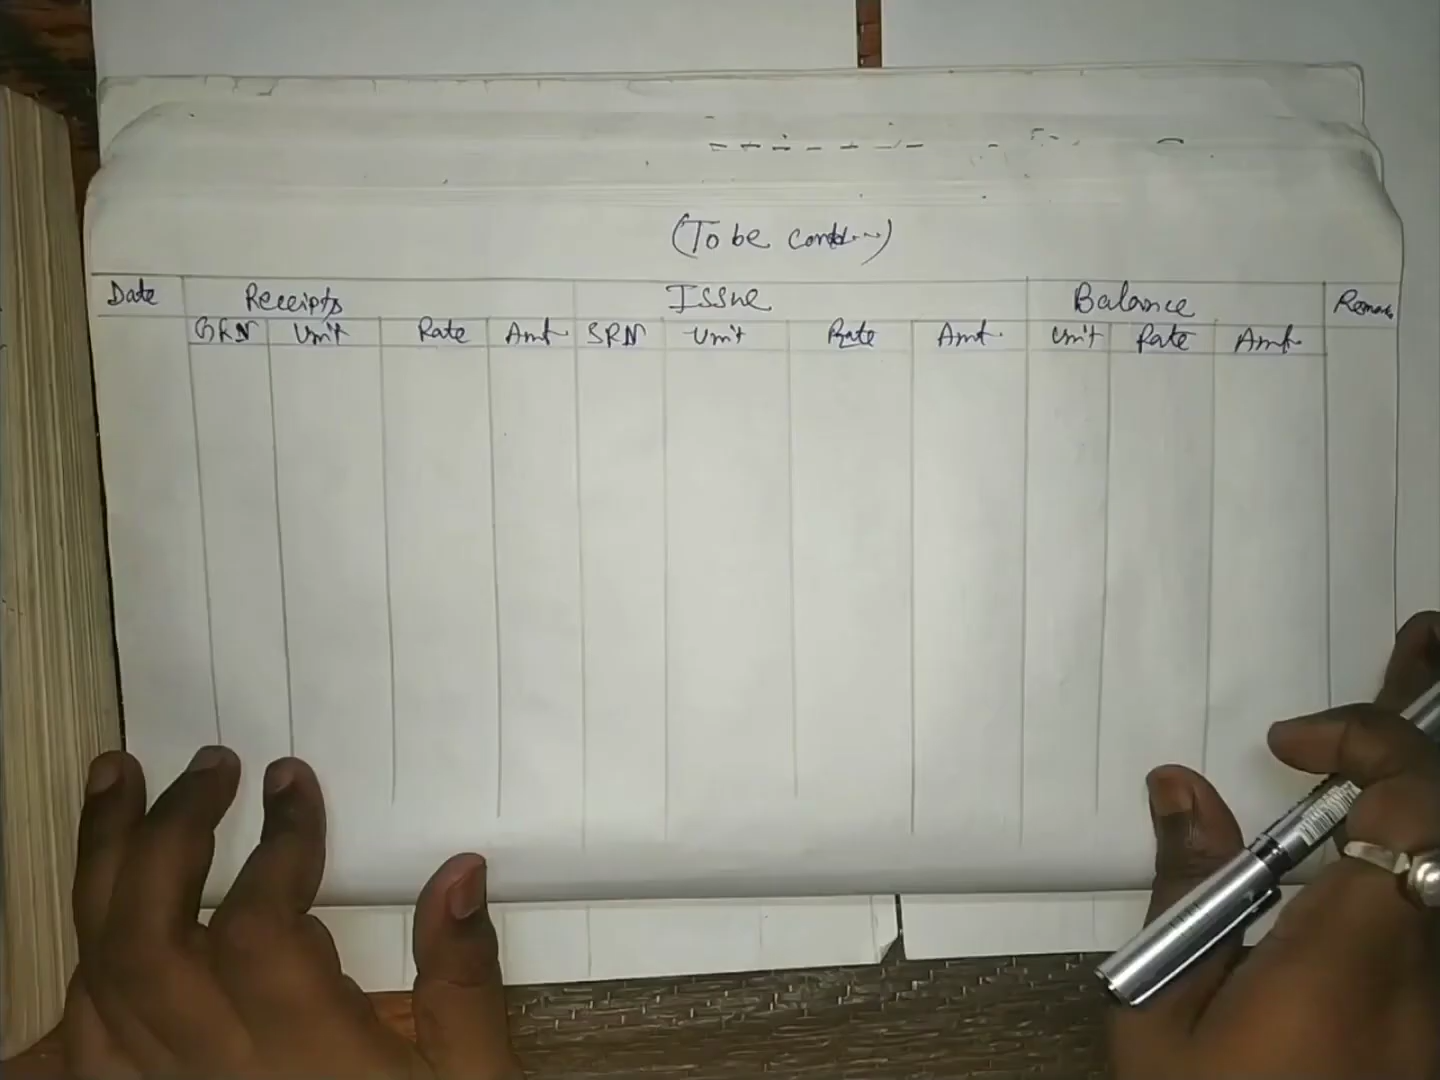 (To be contd...)
Date Receipts Issue Balance Remarks
GRN Unit Rate Amt. SRN Unit Rate Amt. Unit Rate Amt.